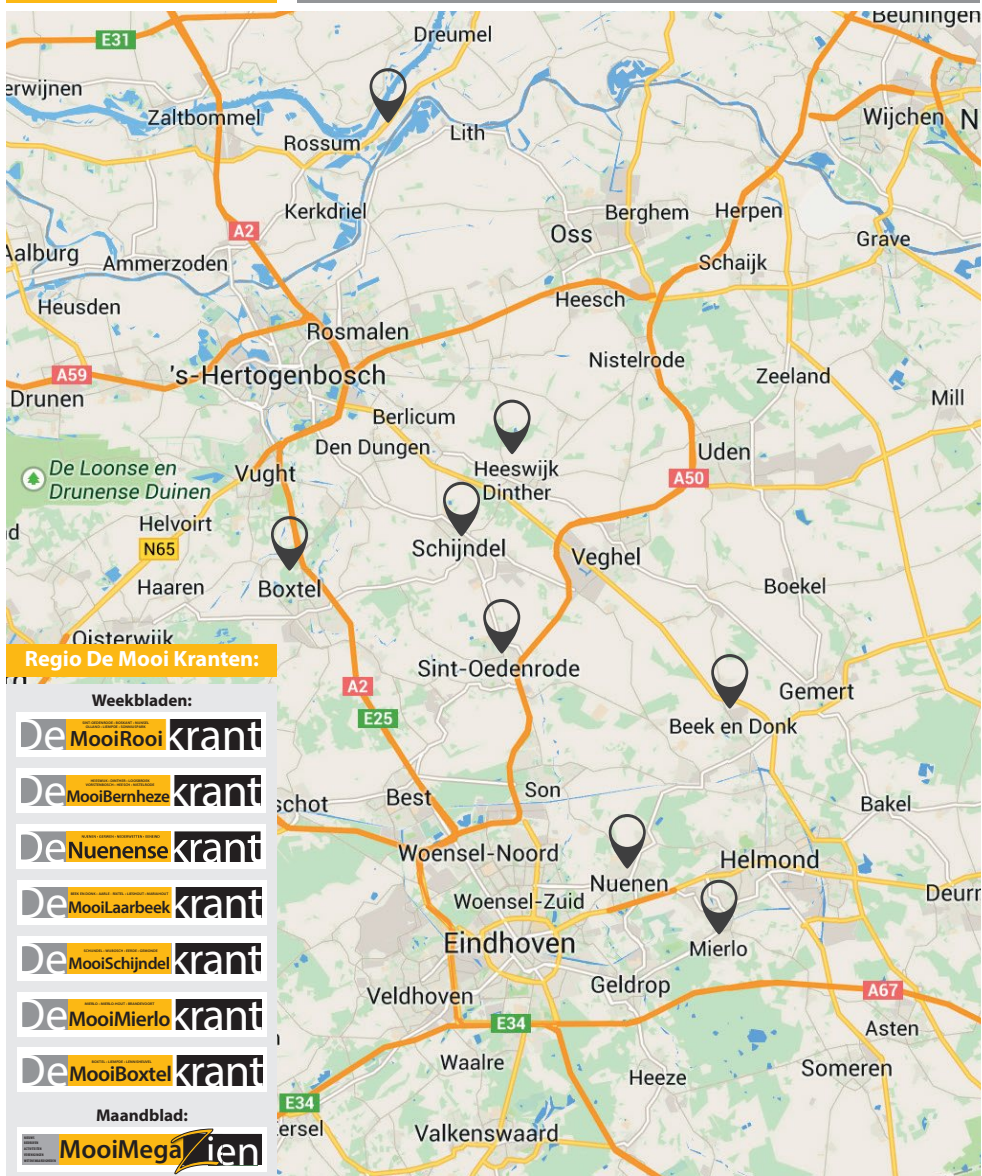 Beuningen
Dreumel
E31
erwijnen
Zaltbommel
Wijchen
N
Lith
Rossum
Kerkdriel
Berghem
Herpen
A2
Oss
Grave
Aalburg
Ammerzoden
Schaijk
Heusden
Heesch
Rosmalen
Nistelrode
A59
's-Hertogenbosch
Zeeland
Drunen
Mill
Berlicum
Den Dungen
Uden
De Loonse en
Drunense Duinen
Vught
Heeswijk
Dinther
A50
Helvoirt
d
N65
Schijndel
Veghel
Haaren
Boxtel
Boekel
Oisterwijk
Sint-Oedenrode
A2
Gemert
E25
Beek en Donk
Son
Best
schot
Bakel
Woensel-Noord
Helmond
Nuenen
Deurn
Woensel-Zuid
Eindhoven
Mierlo
Geldrop
Veldhoven
A67
E34
Asten
Waalre
Heeze
Someren
E34
ersel
Valkenswaard
Regio De Mooi Kranten:
Weekbladen:
De MooiRooi krant
De MooiBernheze krant
NUENEN - GERWEN - NEDERWETTEN - EENEIND
De Nuenense krant
De MooiLaarbeek krant
De MooiSchijndel krant
De MooiMierlo krant
De MooiBoxtel krant
Maandblad:
MooiMegaZien